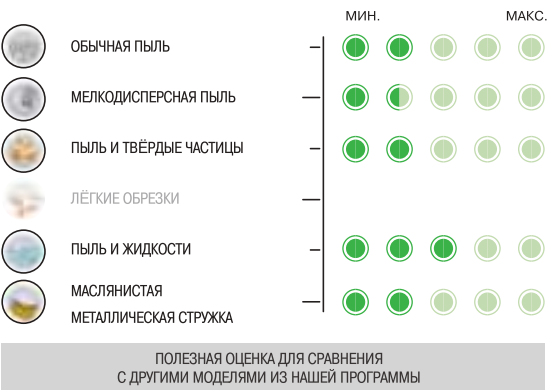 МИН. МАКС.
ОБЫЧНАЯ ПЫЛЬ
МЕЛКОДИСПЕРСНАЯ ПЫЛЬ
ПЫЛЬ И ТВЁРДЫЕ ЧАСТИЦЫ
ЛЁГКИЕ ОБРЕЗКИ
ПЫЛЬ И ЖИДКОСТИ
МАСЛЯНИСТАЯ
МЕТАЛЛИЧЕСКАЯ СТРУЖКА
ПОЛЕЗНАЯ ОЦЕНКА ДЛЯ СРАВНЕНИЯ
С ДРУГИМИ МОДЕЛЯМИ ИЗ НАШЕЙ ПРОГРАММЫ